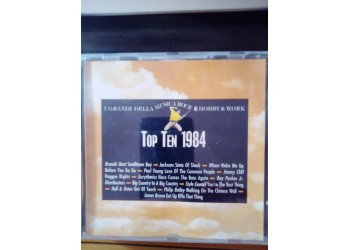 I GRANDI DELLA MUSICA ROCK & HOBBY & WORK
TOP TEN 1984
Bronski Beat Smalltown Boy — Jacksons State Of Shock — Wham Wake Me Up
Before You Go Go — Paul Young Love Of The Common People — Jimmy Cliff
Reggae Nights — Eurythmics Here Comes The Rain Again — Ray Parker Jr.
Ghostbusters — Big Country In A Big Country — Style Council You're The Best Thing
— Hall & Oates Out Of Touch — Philip Bailey Walking On The Chinese Wall —
James Brown Get Up Offa That Thing